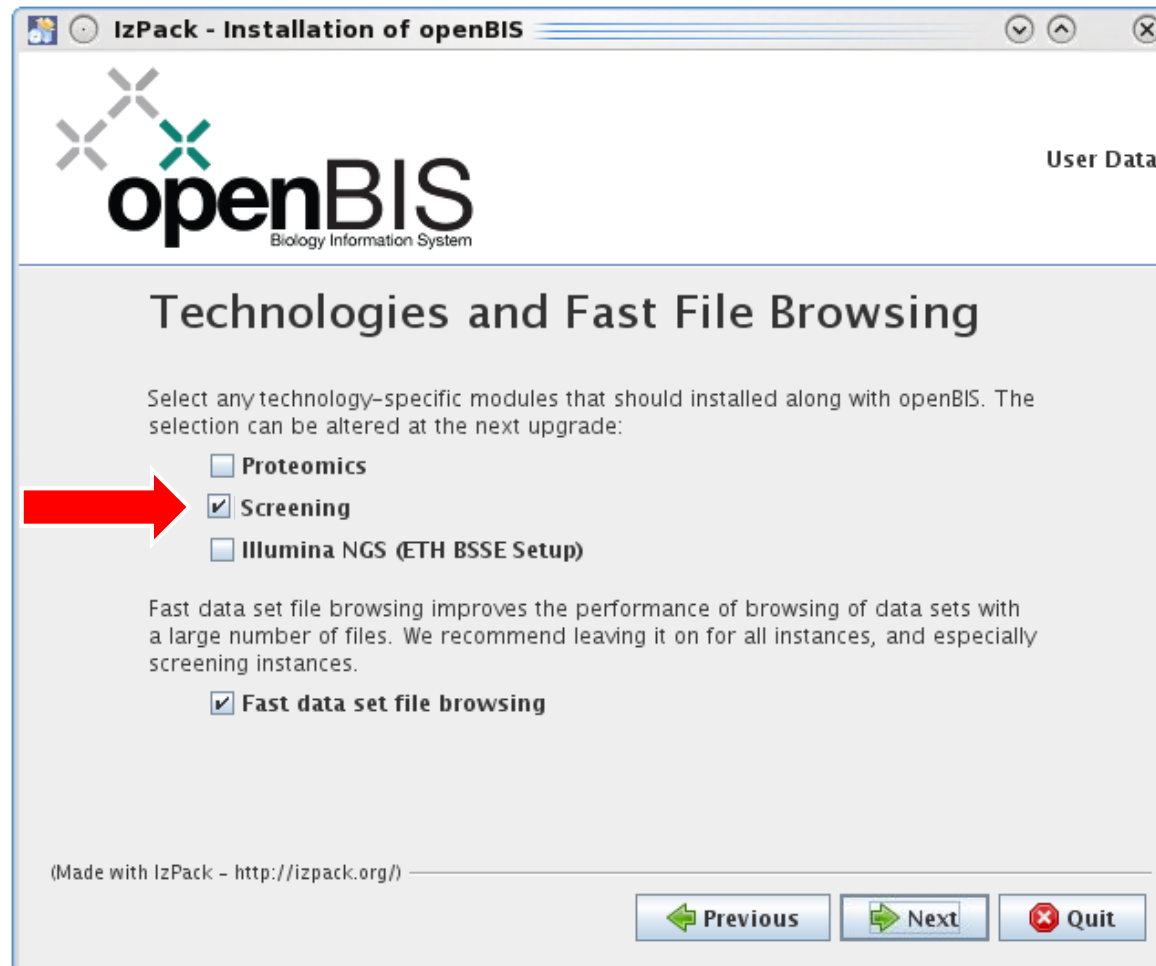 IzPack - Installation of openBIS
openBIS
Biology Information System
User Data
Technologies and Fast File Browsing
Select any technology-specific modules that should installed along with openBIS. The
selection can be altered at the next upgrade:
Proteomics
Screening
Illumina NGS (ETH BSSE Setup)
Fast data set file browsing improves the performance of browsing of data sets with
a large number of files. We recommend leaving it on for all instances, and especially
screening instances.
Fast data set file browsing
(Made with IzPack - http://izpack.org/)
Previous Next Quit